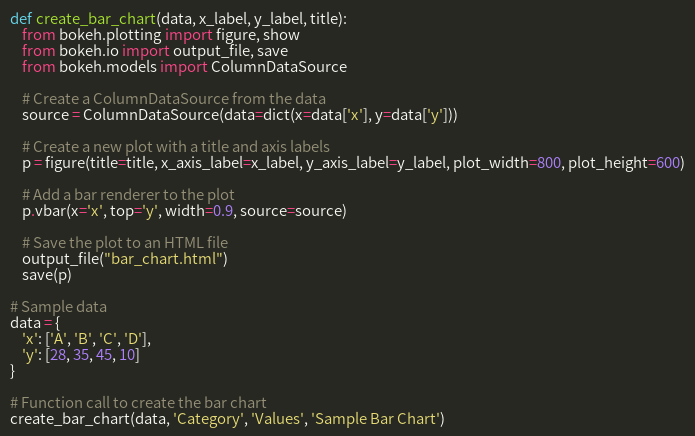 def create_bar_chart(data, x_label, y_label, title):
    from bokeh.plotting import figure, show
    from bokeh.io import output_file, save
    from bokeh.models import ColumnDataSource

    # Create a ColumnDataSource from the data
    source = ColumnDataSource(data=dict(x=data['x'], y=data['y']))

    # Create a new plot with a title and axis labels
    p = figure(title=title, x_axis_label=x_label, y_axis_label=y_label, plot_width=800, plot_height=600)

    # Add a bar renderer to the plot
    p.vbar(x='x', top='y', width=0.9, source=source)

    # Save the plot to an HTML file
    output_file("bar_chart.html")
    save(p)

# Sample data
data = {
    'x': ['A', 'B', 'C', 'D'],
    'y': [28, 35, 45, 10]
}

# Function call to create the bar chart
create_bar_chart(data, 'Category', 'Values', 'Sample Bar Chart')